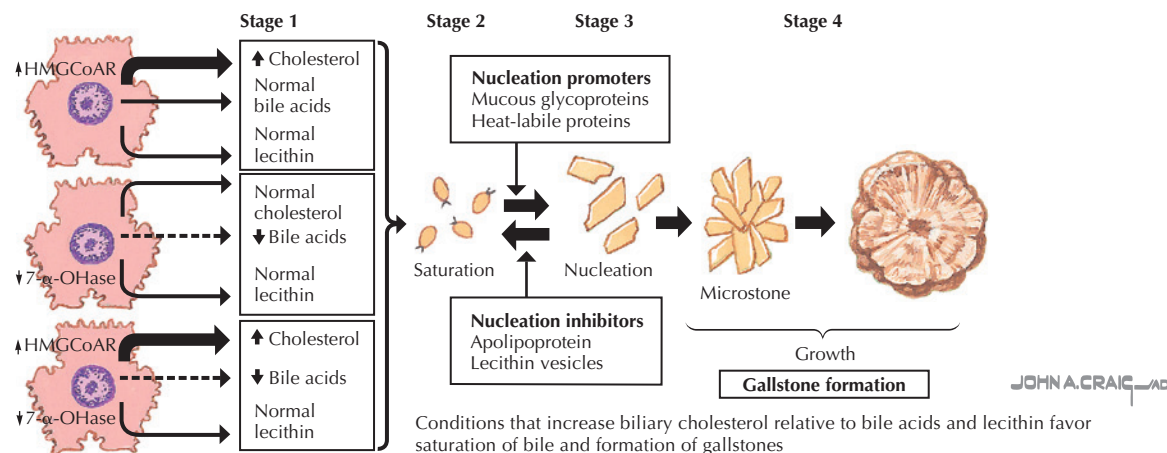 Stage 1
Stage 2
Stage 3
Stage 4
HMGCoAR
Cholesterol
Normal
bile acids
Normal
lecithin
7-α-OHase
Normal
cholesterol
Bile acids
Normal
lecithin
HMGCoAR
7-α-OHase
Cholesterol
Bile acids
Normal
lecithin
Nucleation promoters
Mucous glycoproteins
Heat-labile proteins
Saturation
Nucleation
Microstone
Nucleation inhibitors
Apolipoprotein
Lecithin vesicles
Growth
Gallstone formation
JOHN A.CRAIG_AD
Conditions that increase biliary cholesterol relative to bile acids and lecithin favor
saturation of bile and formation of gallstones